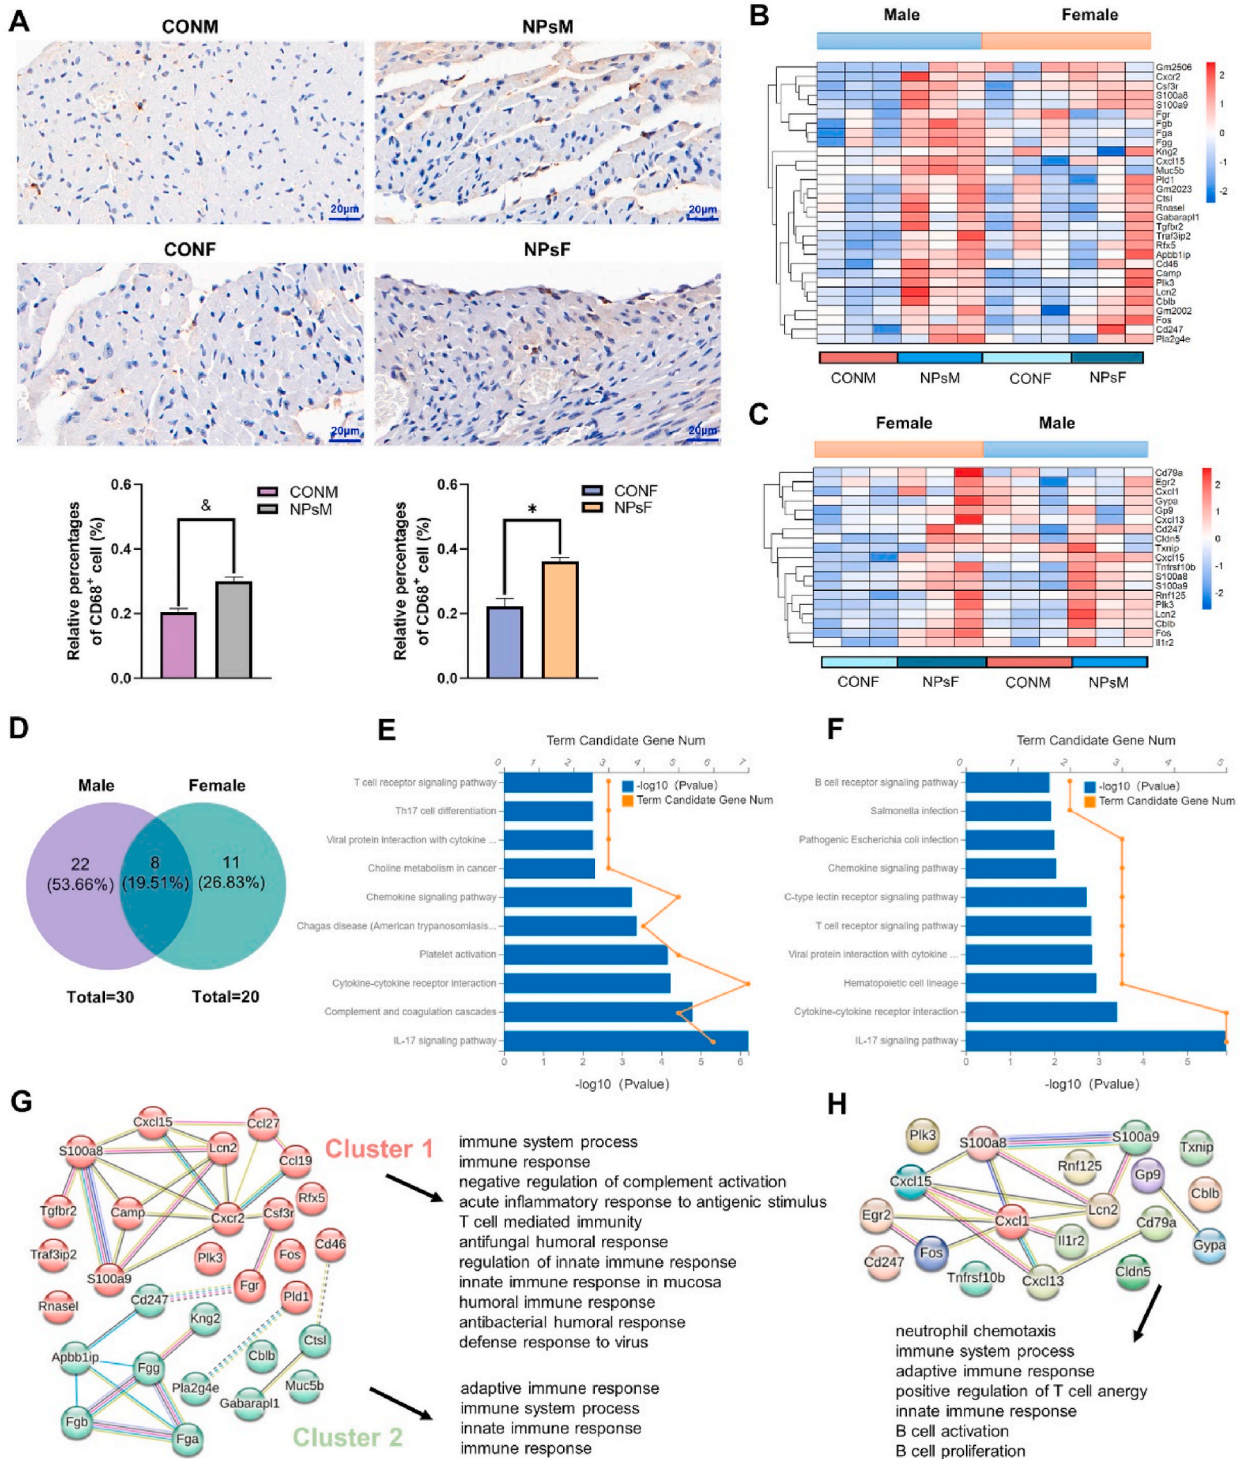 A
CONM
NPsM
20μm
20μm
CONF
NPsF
20μm
20μm
Relative percentages
of CD68+ cell (%)
0.6
0.4
0.2
0.0
&
CONM
NPsM
Relative percentages
of CD68+ cell (%)
0.6
0.4
0.2
0.0
*
CONF
NPsF
B
Male
Female
Gm2506
Cxcr2
Csf3r
S100a8
S100a9
Fgr
Fgb
Fga
Fgg
Kng2
Cxcl15
Muc5b
Pld1
Gm2023
Ctsl
Rnasel
Gabarapl1
Tgfbr2
Traf3ip2
Rfx5
Apbb1ip
Cd46
Camp
Plk3
Lcn2
Cblb
Gm2002
Fos
Cd247
Pla2g4e
2
1
0
-1
-2
CONM
NPsM
CONF
NPsF
C
Female
Male
Cd79a
Egr2
Cxcl1
Gypa
Gp9
Cxcl13
Cd247
Cldn5
Txnip
Cxcl15
Tnfrsf10b
S100a8
S100a9
Rnf125
Plk3
Lcn2
Cblb
Fos
Il1r2
2
1
0
-1
-2
CONF
NPsF
CONM
NPsM
D
Male
Female
22
(53.66%)
8
(19.51%)
11
(26.83%)
Total=30
Total=20
E
Term Candidate Gene Num
0 1 2 3 4 5 6 7
-log10 (Pvalue)
Term Candidate Gene Num
T cell receptor signaling pathway
Th17 cell differentiation
Viral protein interaction with cytokine ...
Choline metabolism in cancer
Chemokine signaling pathway
Chagas disease (American trypanosomiasis...
Platelet activation
Cytokine-cytokine receptor interaction
Complement and coagulation cascades
IL-17 signaling pathway
0 1 2 3 4 5 6
-log10 (Pvalue)
F
Term Candidate Gene Num
0 1 2 3 4 5
-log10 (Pvalue)
Term Candidate Gene Num
B cell receptor signaling pathway
Salmonella infection
Pathogenic Escherichia coli infection
Chemokine signaling pathway
C-type lectin receptor signaling pathway
T cell receptor signaling pathway
Viral protein interaction with cytokine ...
Hematopoietic cell lineage
Cytokine-cytokine receptor interaction
IL-17 signaling pathway
0 1 2 3 4 5
-log10 (Pvalue)
G
Cxcl15
Ccl27
S100a8
Lcn2
Ccl19
Tgfbr2
Camp
Cxcr2
Csf3r
Rfx5
Traf3ip2
Plk3
Fos
Cd46
S100a9
Fgr
Rnasel
Cd247
Pld1
Kng2
Apbb1ip
Fgg
Cblb
Ctsl
Pla2g4e
Gabarapl1
Muc5b
Fgb
Fga
Cluster 1
immune system process
immune response
negative regulation of complement activation
acute inflammatory response to antigenic stimulus
T cell mediated immunity
antifungal humoral response
regulation of innate immune response
innate immune response in mucosa
humoral immune response
antibacterial humoral response
defense response to virus
Cluster 2
adaptive immune response
immune system process
innate immune response
immune response
H
Plk3
S100a8
S100a9
Txnip
Rnf125
Gp9
Cxcl15
Cblb
Lcn2
Egr2
Cxcl1
Cd79a
Il1r2
Gypa
Cd247
Fos
Tnfrsf10b
Cxcl13
Cldn5
neutrophil chemotaxis
immune system process
adaptive immune response
positive regulation of T cell anergy
innate immune response
B cell activation
B cell proliferation